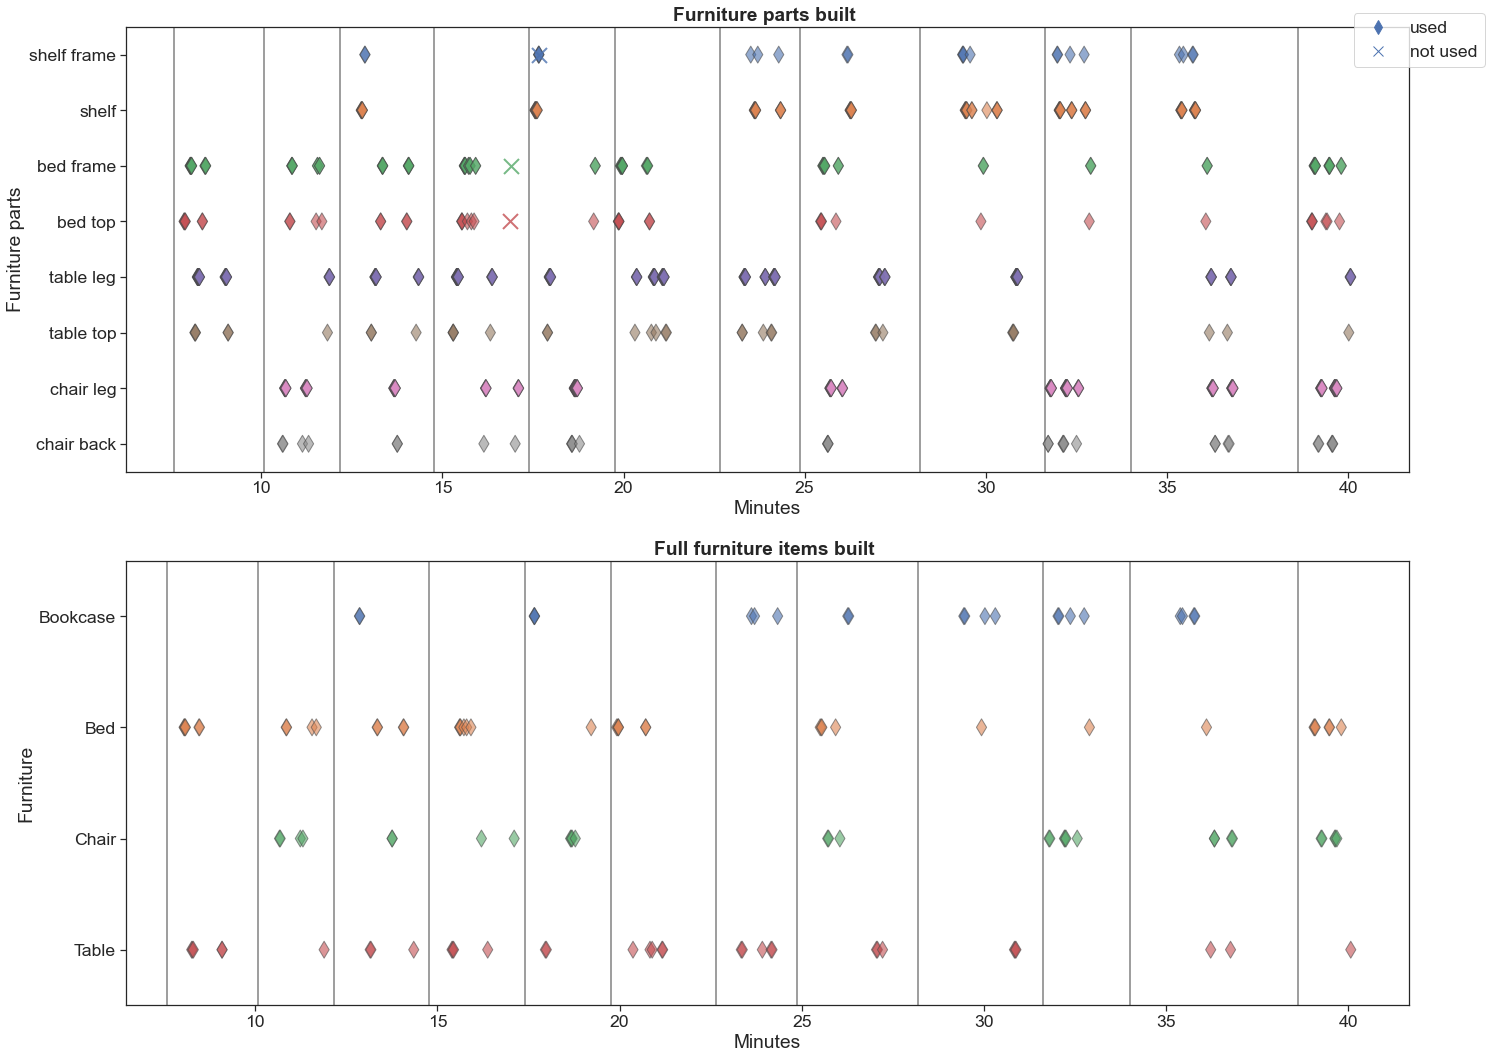 Furniture parts built
used
not used
shelf frame
shelf
bed frame
bed top
table leg
table top
chair leg
chair back
Furniture parts
10 15 20 25 30 35 40
Minutes
Full furniture items built
Bookcase
Bed
Chair
Table
Furniture
10 15 20 25 30 35 40
Minutes